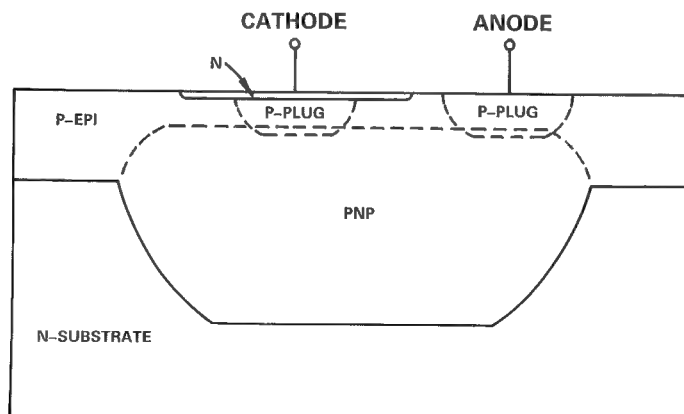 CATHODE ANODE
N
P-PLUG P-PLUG
P-EPI
PNP
N-SUBSTRATE